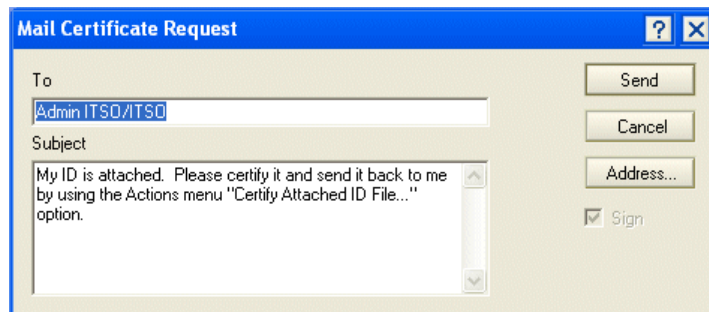 Mail Certificate Request
?
To
Send
Admin ITSO/ITSO
Cancel
Subject
My ID is attached.  Please certify it and send it back to me
by using the Actions menu "Certify Attached ID File..."
option.
Address...
Sign